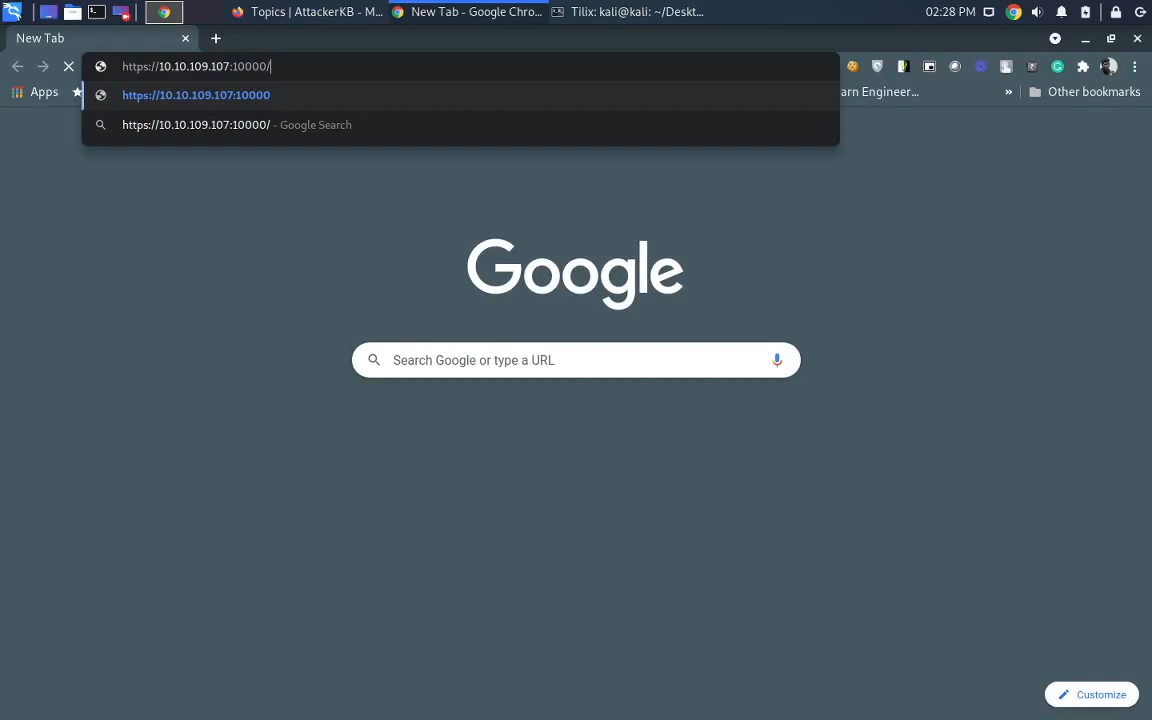 Topics | AttackerKB - M...
New Tab - Google Chro...
Tilix: kali@kali: ~/Deskt...
02:28 PM
New Tab
https://10.10.109.107:10000/
Apps
arn Engineer...
»
Other bookmarks
https://10.10.109.107:10000
https://10.10.109.107:10000/ - Google Search
Google
Search Google or type a URL
Customize